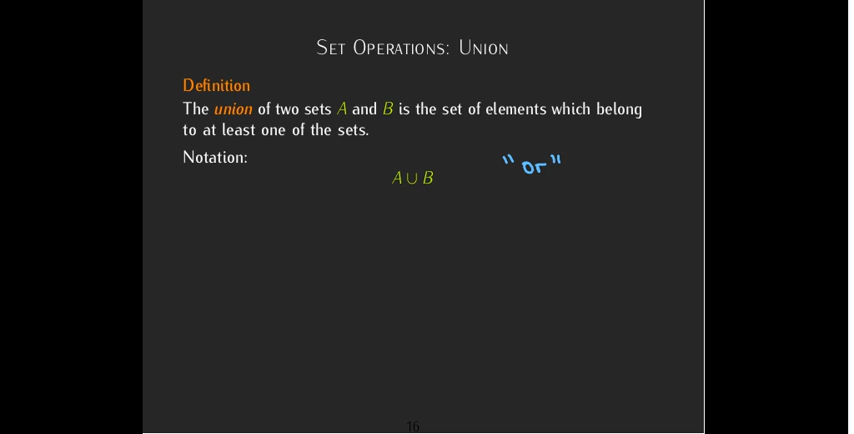 Set Operations: Union
Definition
The union of two sets A and B is the set of elements which belong
to at least one of the sets.
Notation:
"or"
A ∪ B
16